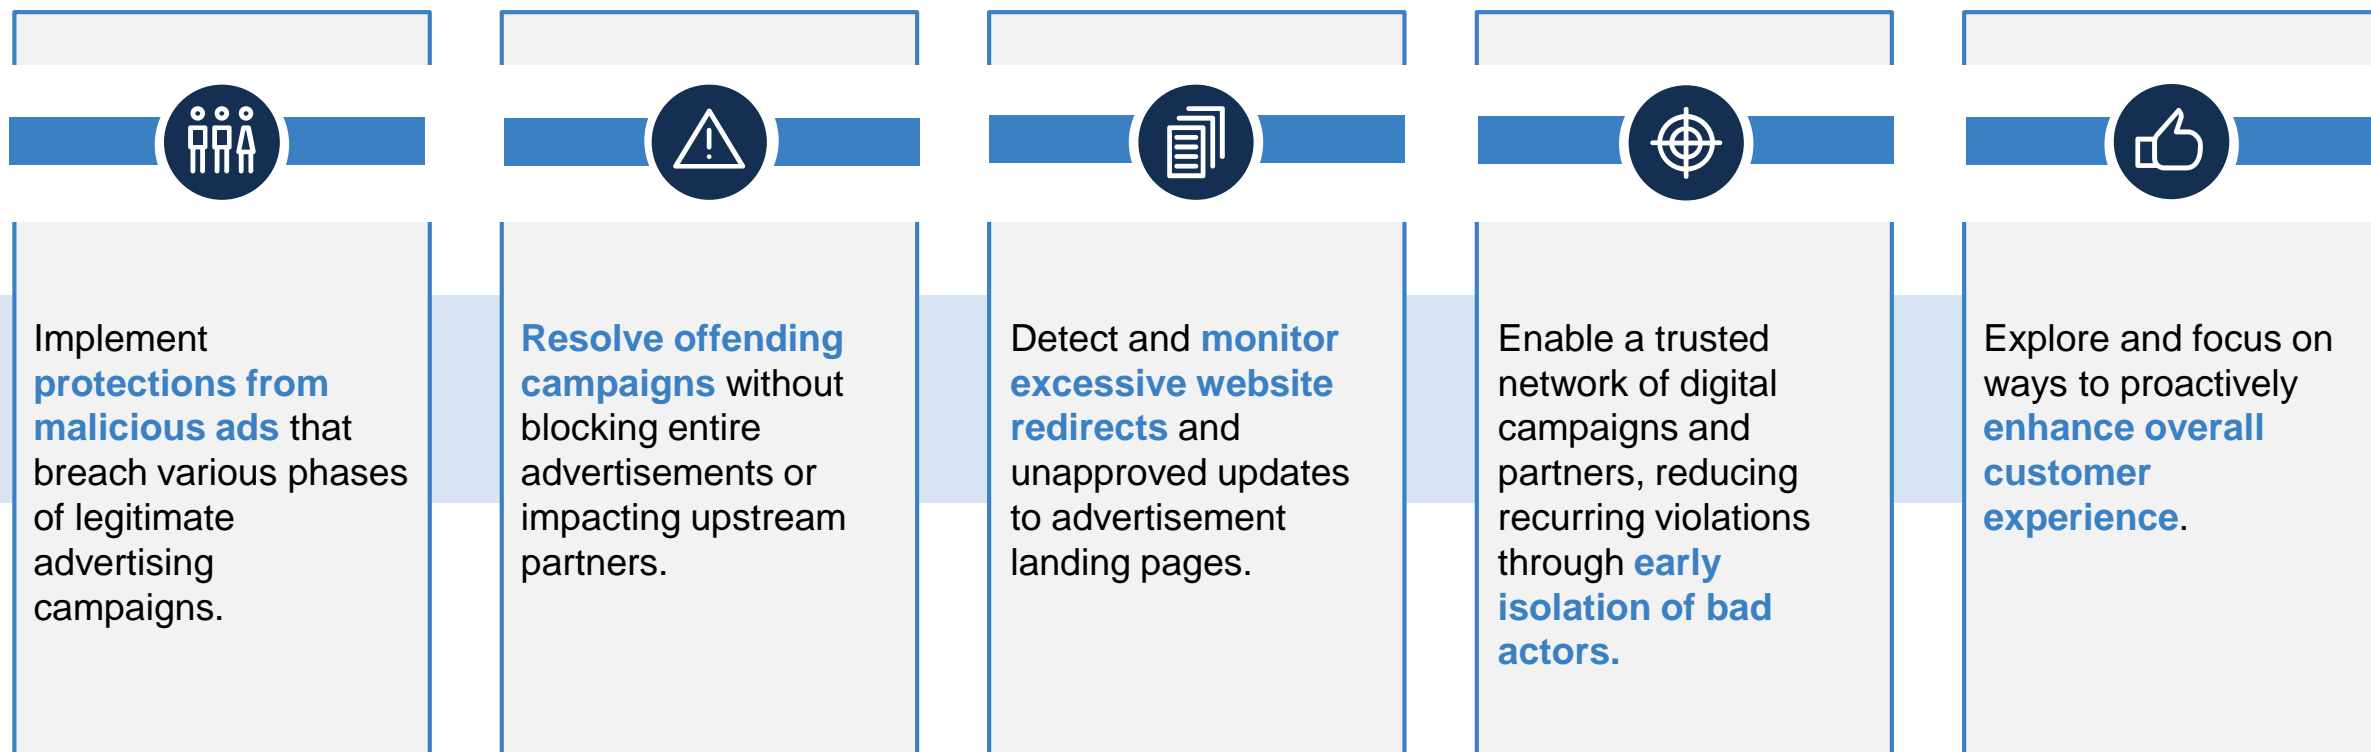 Implement
protections from
malicious ads that
breach various phases
of legitimate
advertising
campaigns.
Resolve offending
campaigns without
blocking entire
advertisements or
impacting upstream
partners.
Detect and monitor
excessive website
redirects and
unapproved updates
to advertisement
landing pages.
Enable a trusted
network of digital
campaigns and
partners, reducing
recurring violations
through early
isolation of bad
actors.
Explore and focus on
ways to proactively
enhance overall
customer
experience.